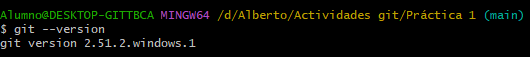 Alumno@DESKTOP-GITTBCA MINGW64 /d/Alberto/Actividades git/Práctica 1 (main)
$ git --version
git version 2.51.2.windows.1